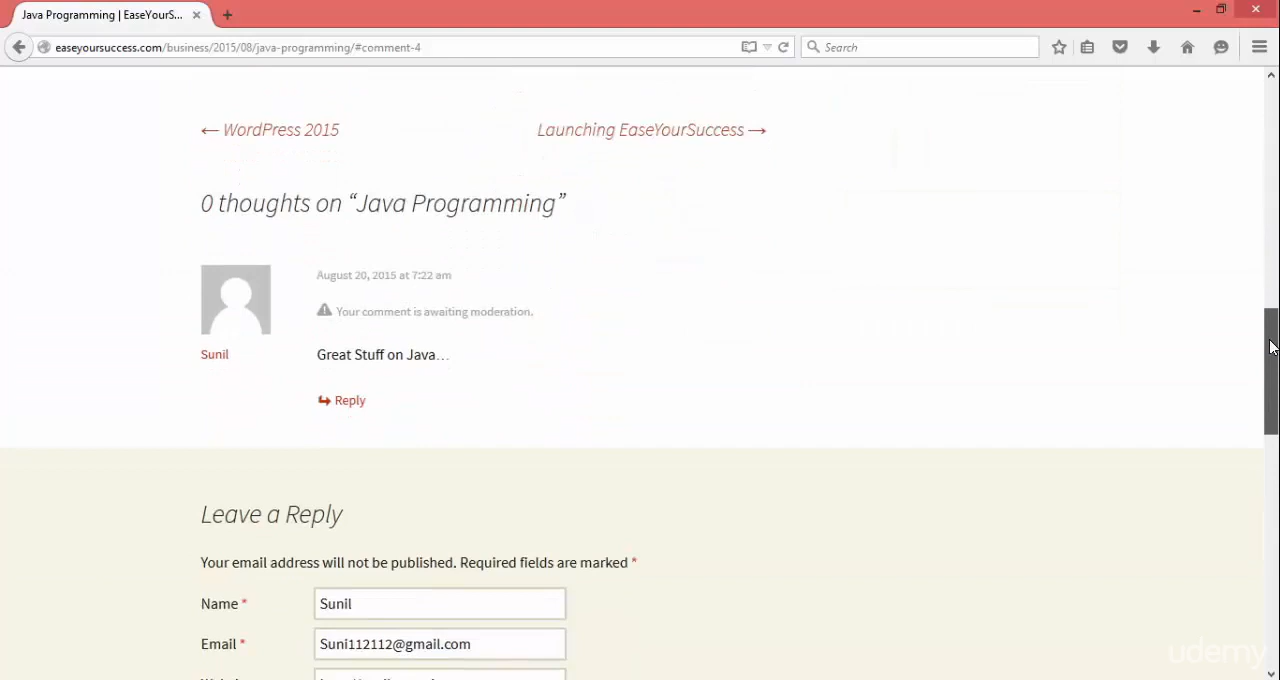 Java Programming | EaseYourS...
easeyoursuccess.com/business/2015/08/java-programming/#comment-4
Search
← WordPress 2015
Launching EaseYourSuccess →
0 thoughts on “Java Programming”
August 20, 2015 at 7:22 am
Your comment is awaiting moderation.
Sunil
Great Stuff on Java…
Reply
Leave a Reply
Your email address will not be published. Required fields are marked *
Name *
Sunil
Email *
Suni112112@gmail.com
udemy